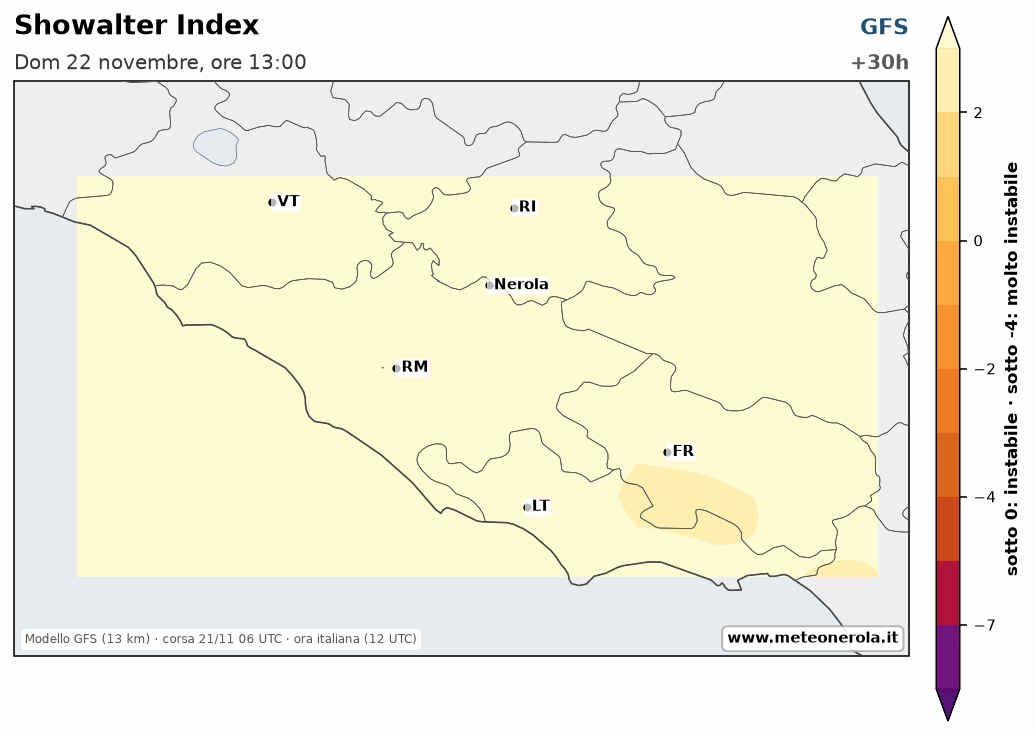 Showalter Index
GFS
Dom 22 novembre, ore 13:00
+30h
VT
RI
Nerola
RM
FR
LT
2
0
−2
−4
−7
sotto 0: instabile · sotto -4: molto instabile
Modello GFS (13 km) · corsa 21/11 06 UTC · ora italiana (12 UTC)
www.meteonerola.it